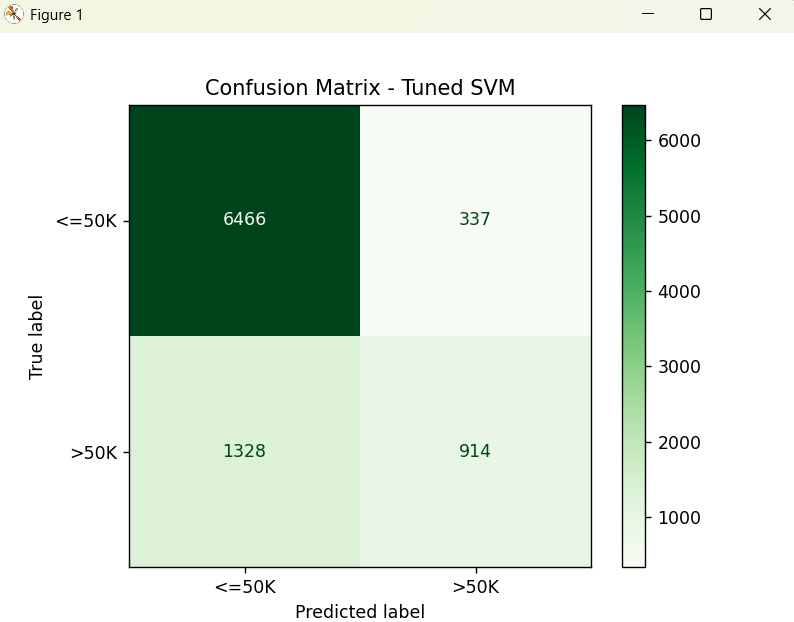 Figure 1
Confusion Matrix - Tuned SVM
6000
5000
4000
3000
2000
1000
True label
<=50K
6466
337
>50K
1328
914
<=50K
>50K
Predicted label